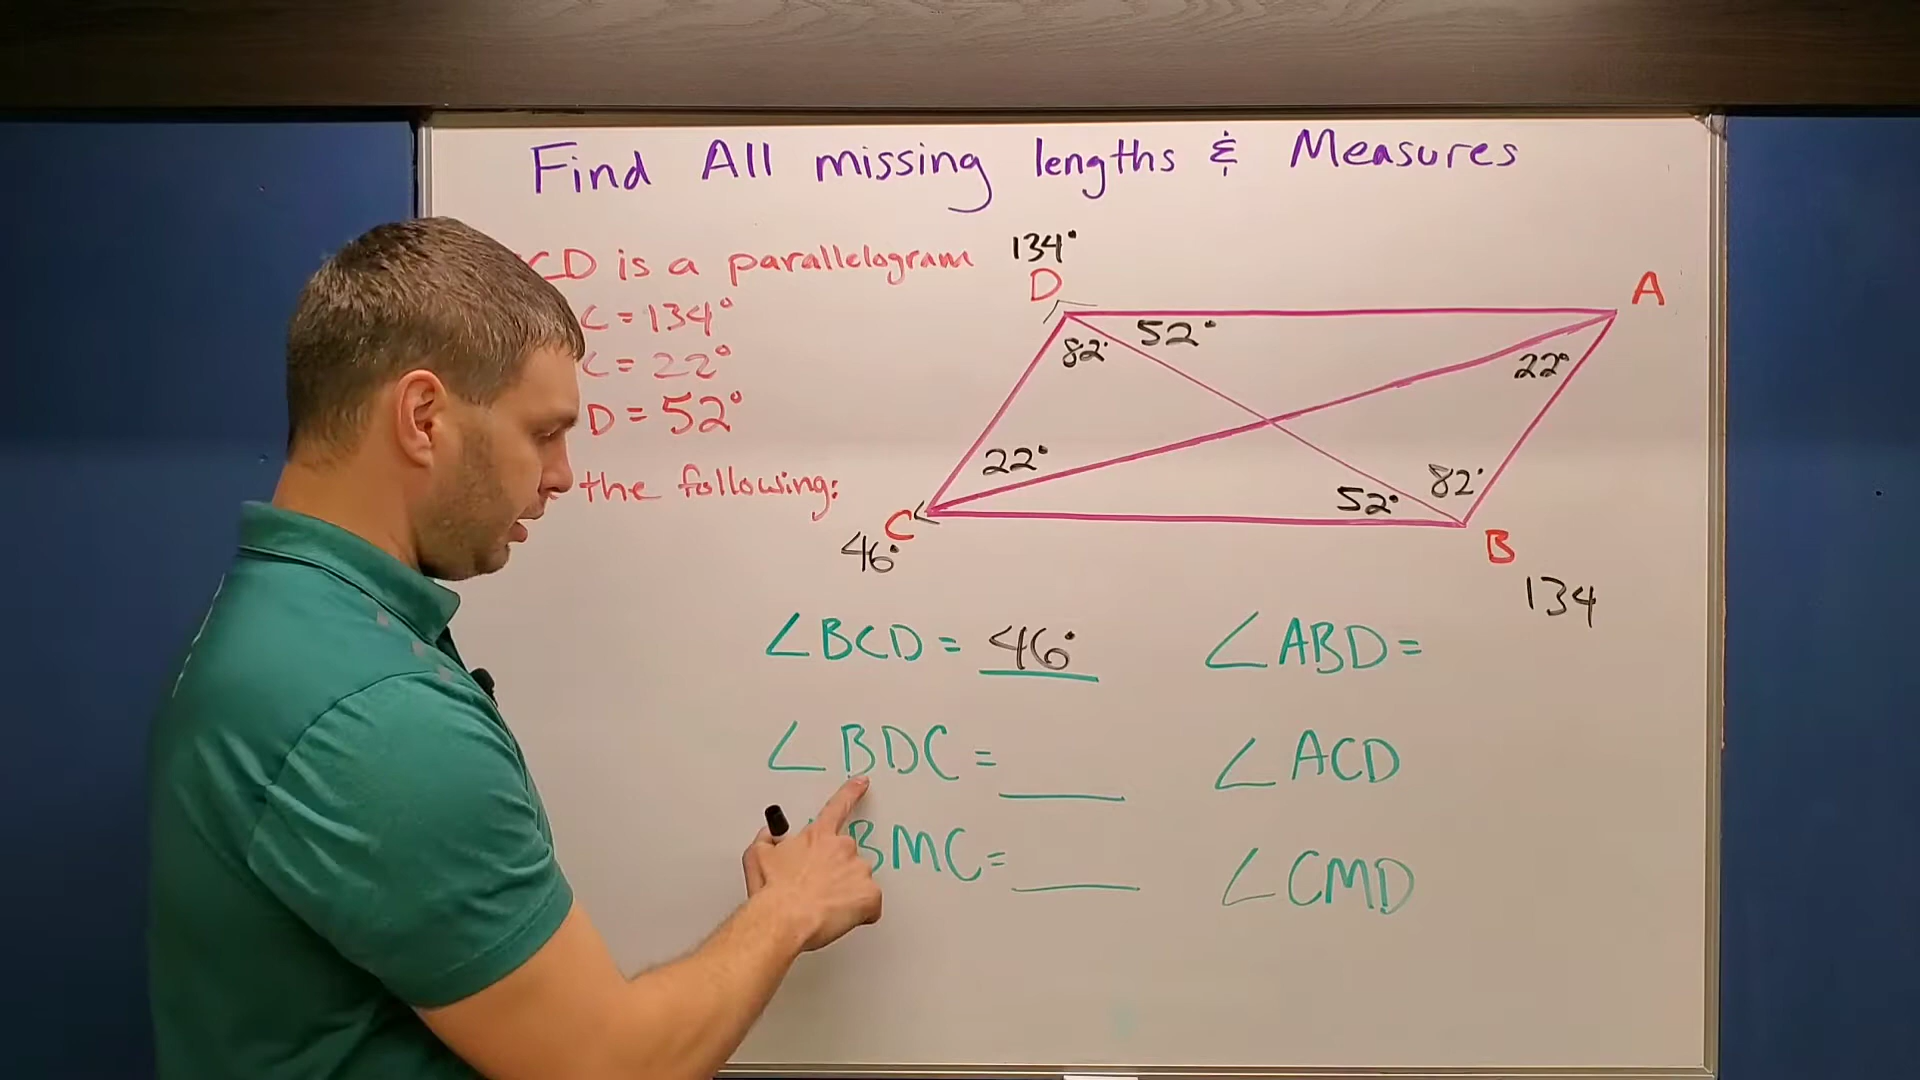 Find All missing lengths & Measures
CD is a parallelogram
C = 134°
C = 22°
D = 52°
the following:
134°
D
A
52°
82°
22°
22°
82°
52°
C
B
46°
134
∠BCD = 46°
∠ABD =
∠BDC =
∠ACD
BMC =
∠CMD